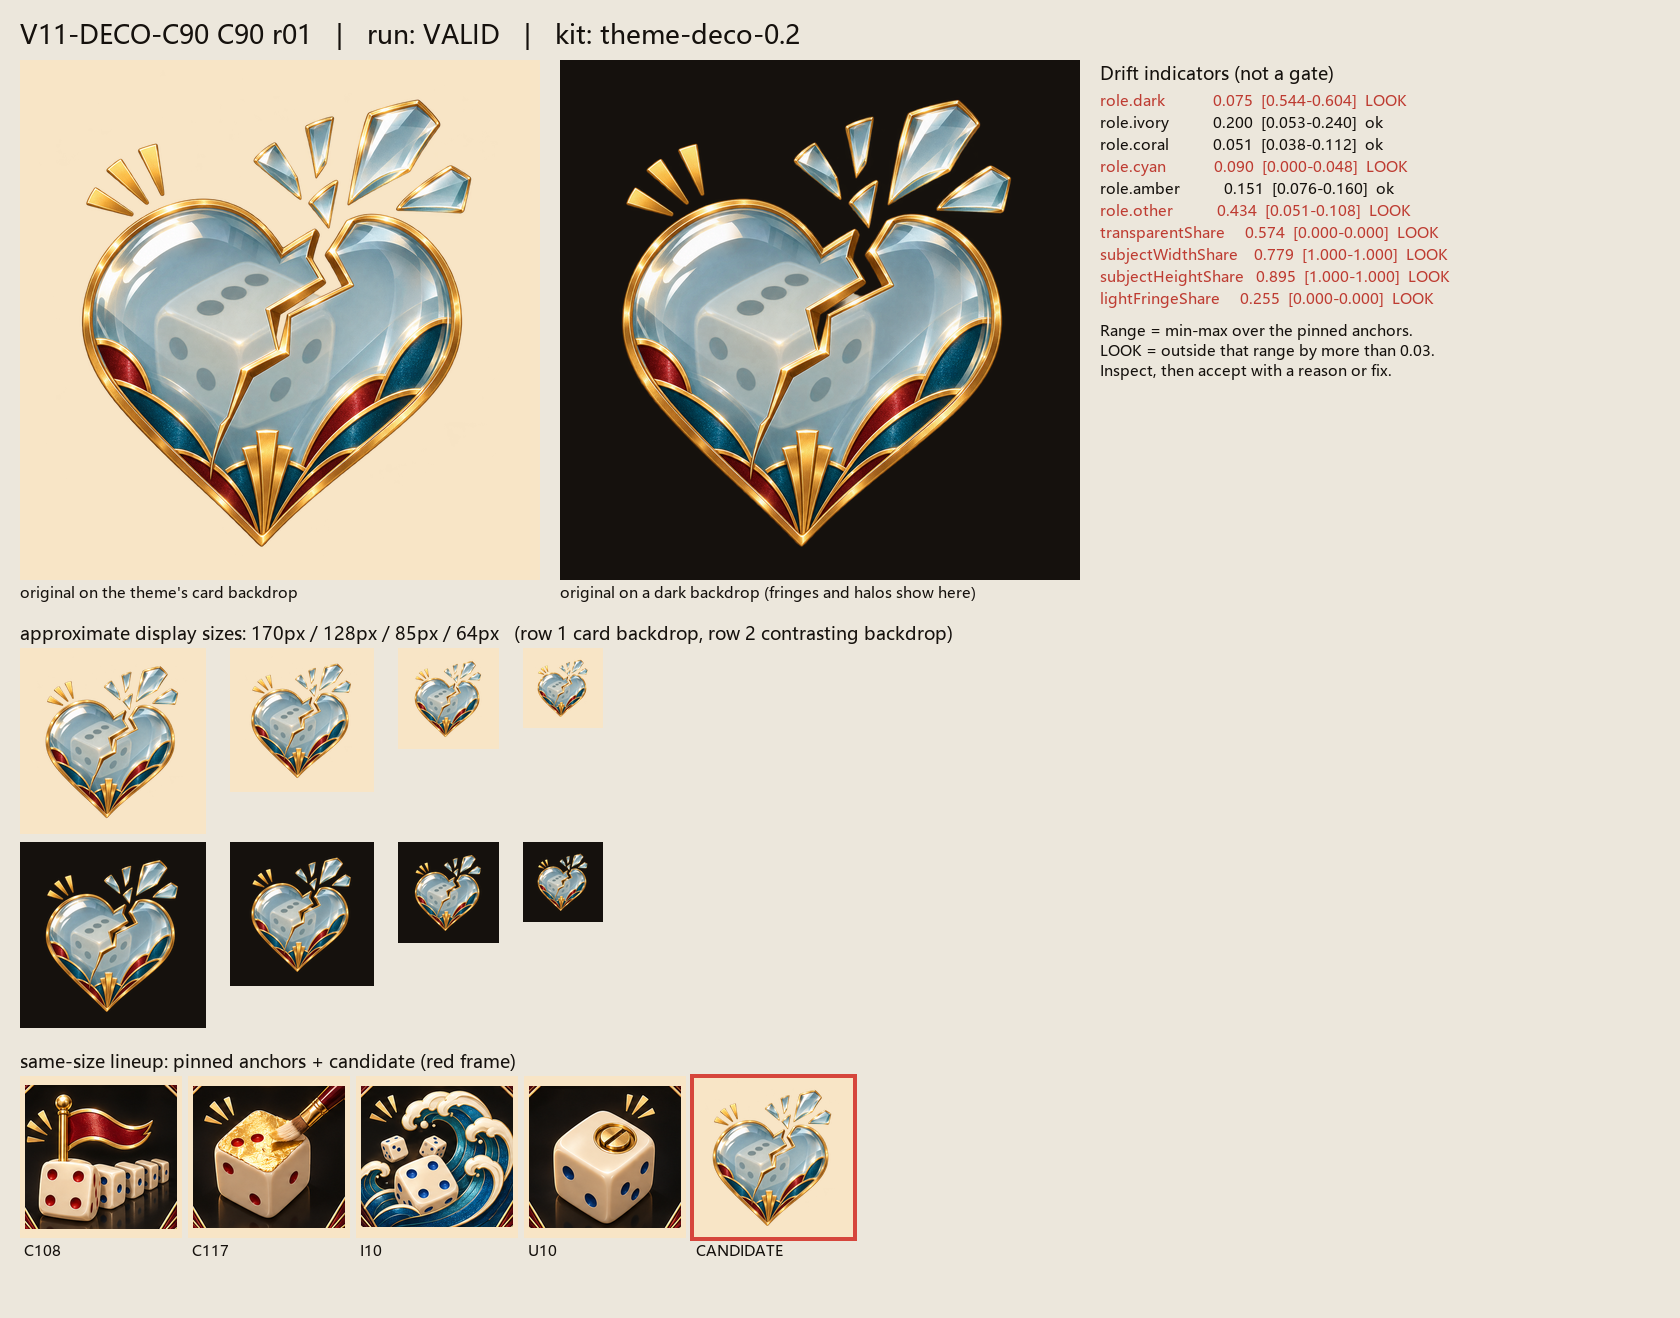 V11-DECO-C90 C90 r01 | run: VALID | kit: theme-deco-0.2
Drift indicators (not a gate)
role.dark 0.075 [0.544-0.604] LOOK
role.ivory 0.200 [0.053-0.240] ok
role.coral 0.051 [0.038-0.112] ok
role.cyan 0.090 [0.000-0.048] LOOK
role.amber 0.151 [0.076-0.160] ok
role.other 0.434 [0.051-0.108] LOOK
transparentShare 0.574 [0.000-0.000] LOOK
subjectWidthShare 0.779 [1.000-1.000] LOOK
subjectHeightShare 0.895 [1.000-1.000] LOOK
lightFringeShare 0.255 [0.000-0.000] LOOK
Range = min-max over the pinned anchors.
LOOK = outside that range by more than 0.03.
Inspect, then accept with a reason or fix.
original on the theme's card backdrop
original on a dark backdrop (fringes and halos show here)
approximate display sizes: 170px / 128px / 85px / 64px (row 1 card backdrop, row 2 contrasting backdrop)
same-size lineup: pinned anchors + candidate (red frame)
C108
C117
I10
U10
CANDIDATE